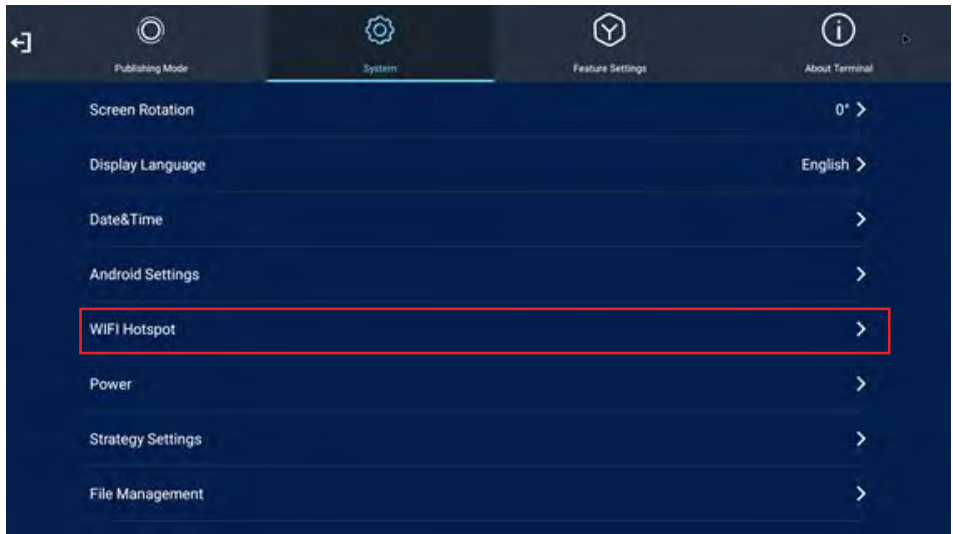 Publishing Mode
System
Feature Settings
About Terminal
Screen Rotation
0°
Display Language
English
Date&Time
Android Settings
WIFI Hotspot
Power
Strategy Settings
File Management